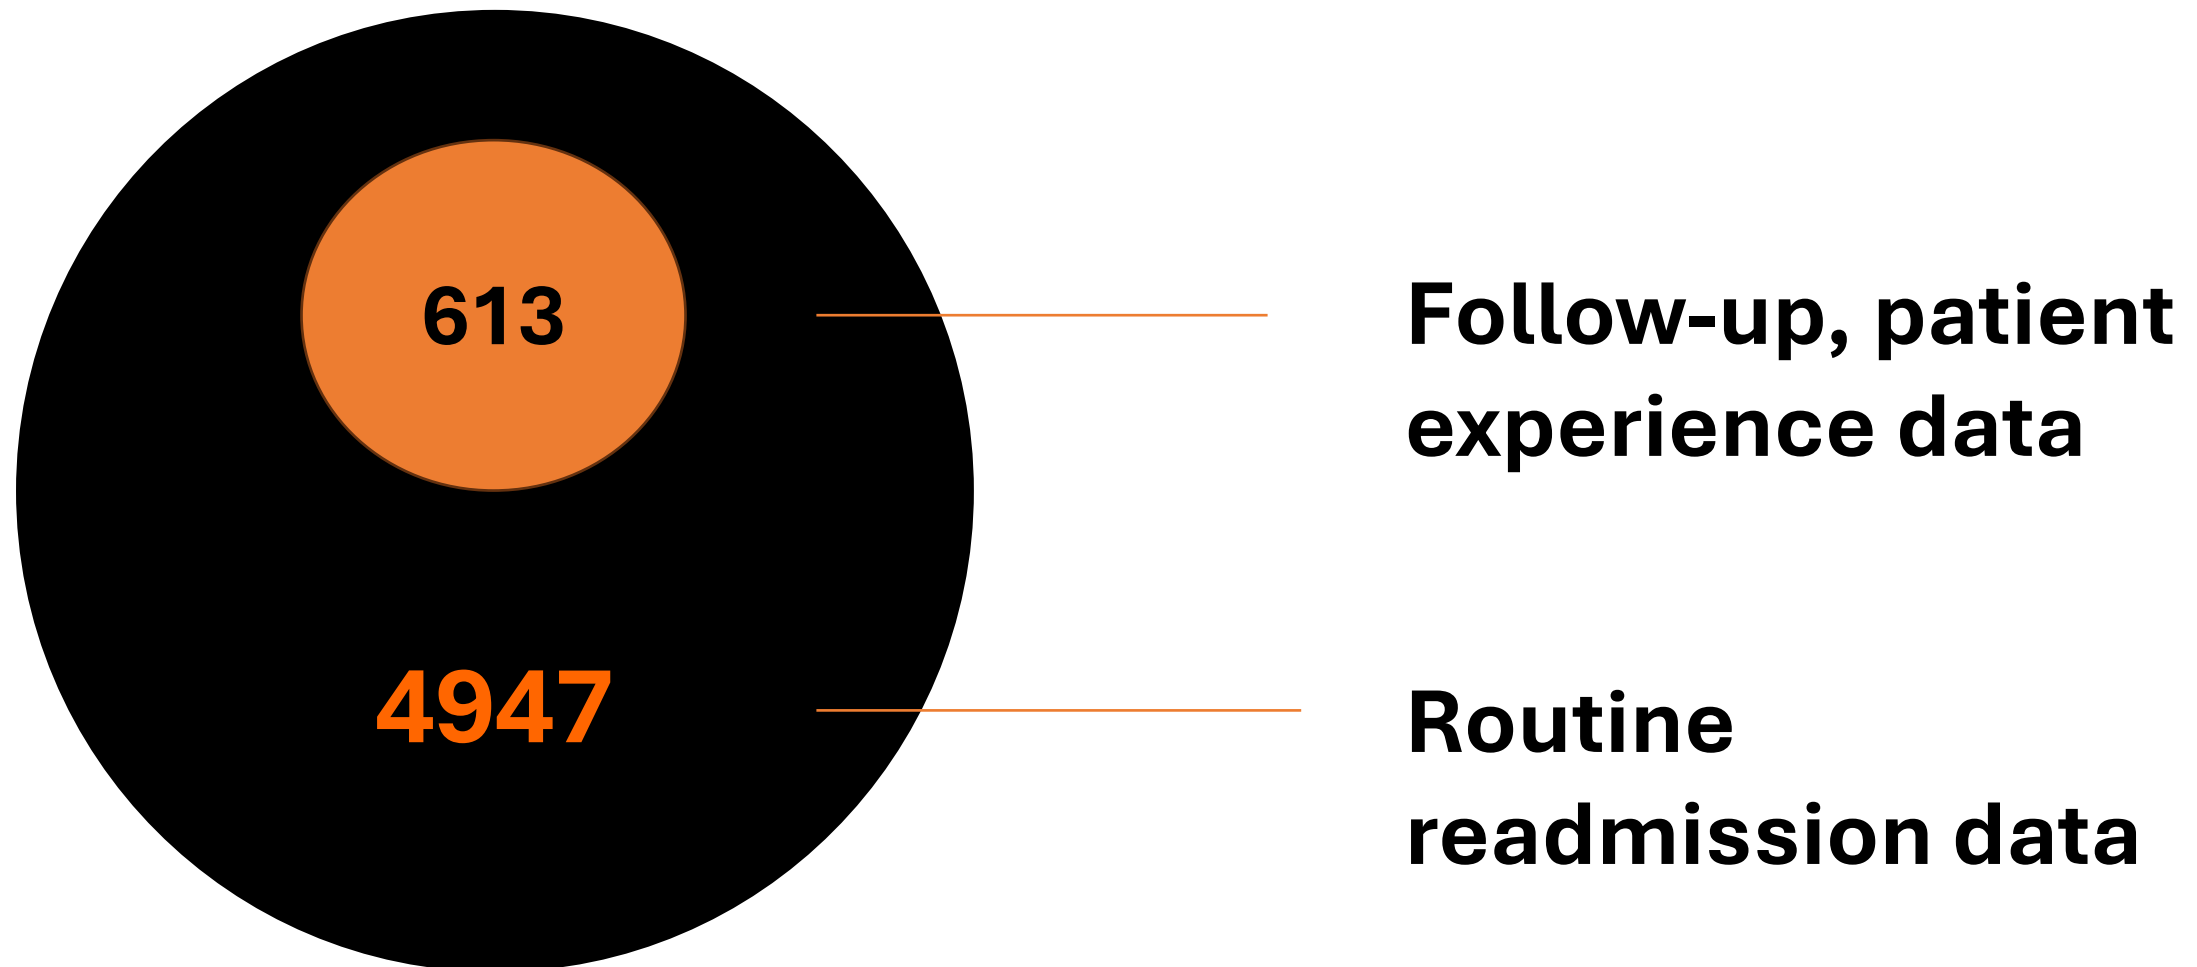 613
Follow-up, patient
experience data
4947
Routine
readmission data